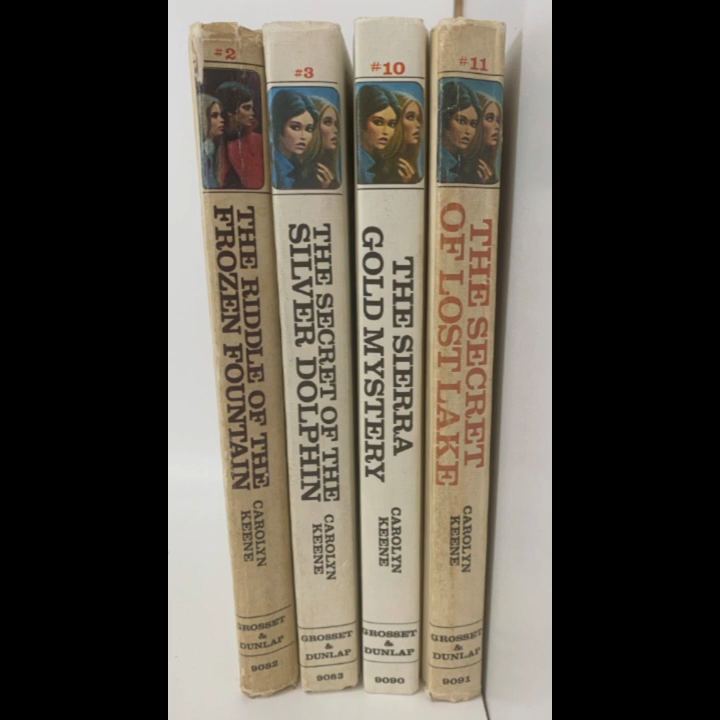 #2
THE RIDDLE OF THE
FROZEN FOUNTAIN
CAROLYN
KEENE
GROSSET
&
DUNLAP
9082
#3
THE SECRET OF THE
SILVER DOLPHIN
CAROLYN
KEENE
GROSSET
&
DUNLAP
9083
#10
THE SIERRA
GOLD MYSTERY
CAROLYN
KEENE
GROSSET
&
DUNLAP
9090
#11
THE SECRET
OF LOST LAKE
CAROLYN
KEENE
GROSSET
&
DUNLAP
9091